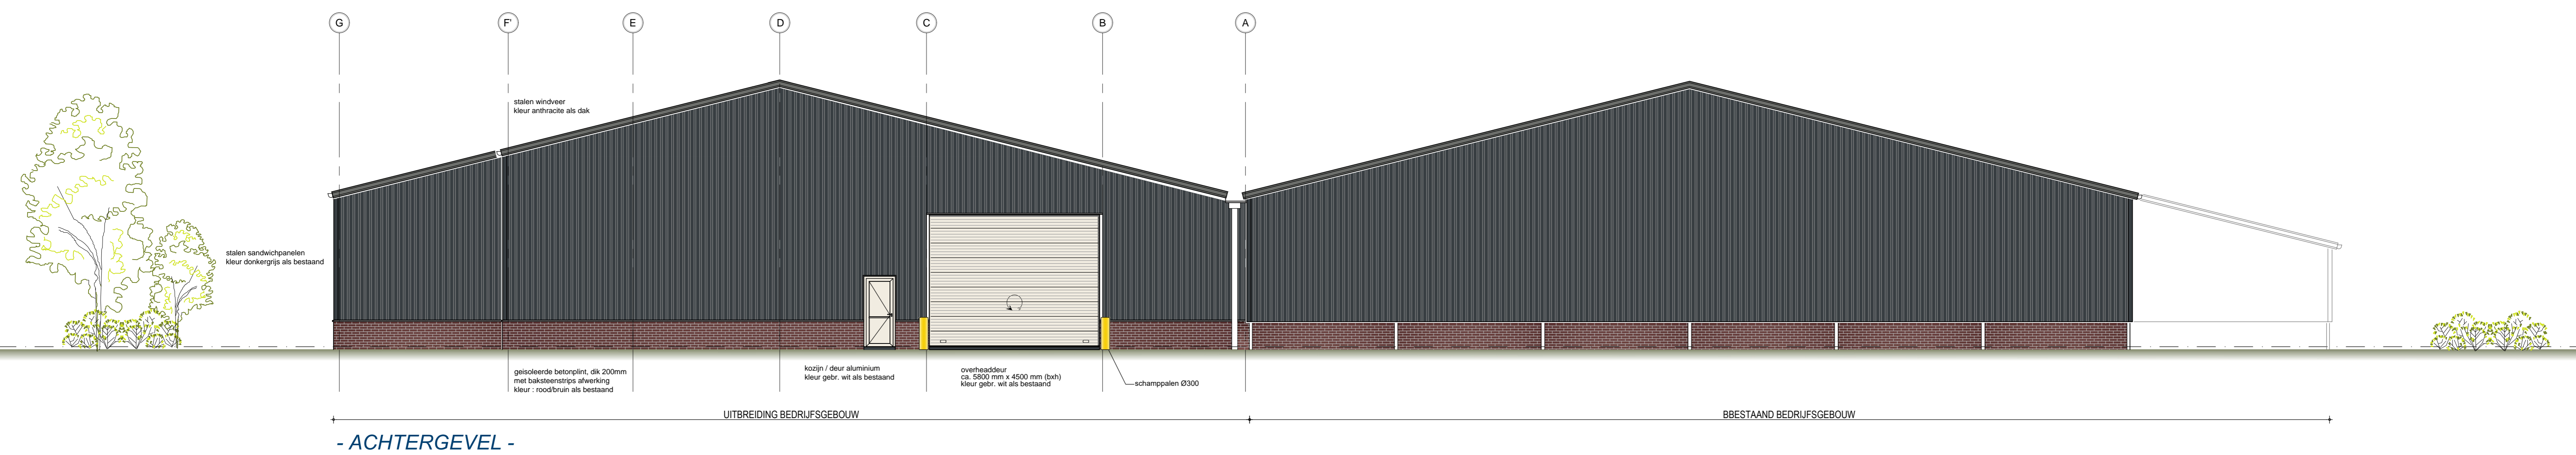 G F' E D C B A
stalen windveer
kleur anthracite als dak
stalen sandwichpanelen
kleur donkergrijs als bestaand
geisoleerde betonplint, dik 200mm
met baksteenstrips afwerking
kleur : rood/bruin als bestaand
kozijn / deur aluminium
kleur gebr. wit als bestaand
overheaddeur
ca. 5800 mm x 4500 mm (bxh)
kleur gebr. wit als bestaand
schamppalen Ø300
UITBREIDING BEDRIJFSGEBOUW
BBESTAAND BEDRIJFSGEBOUW
- ACHTERGEVEL -